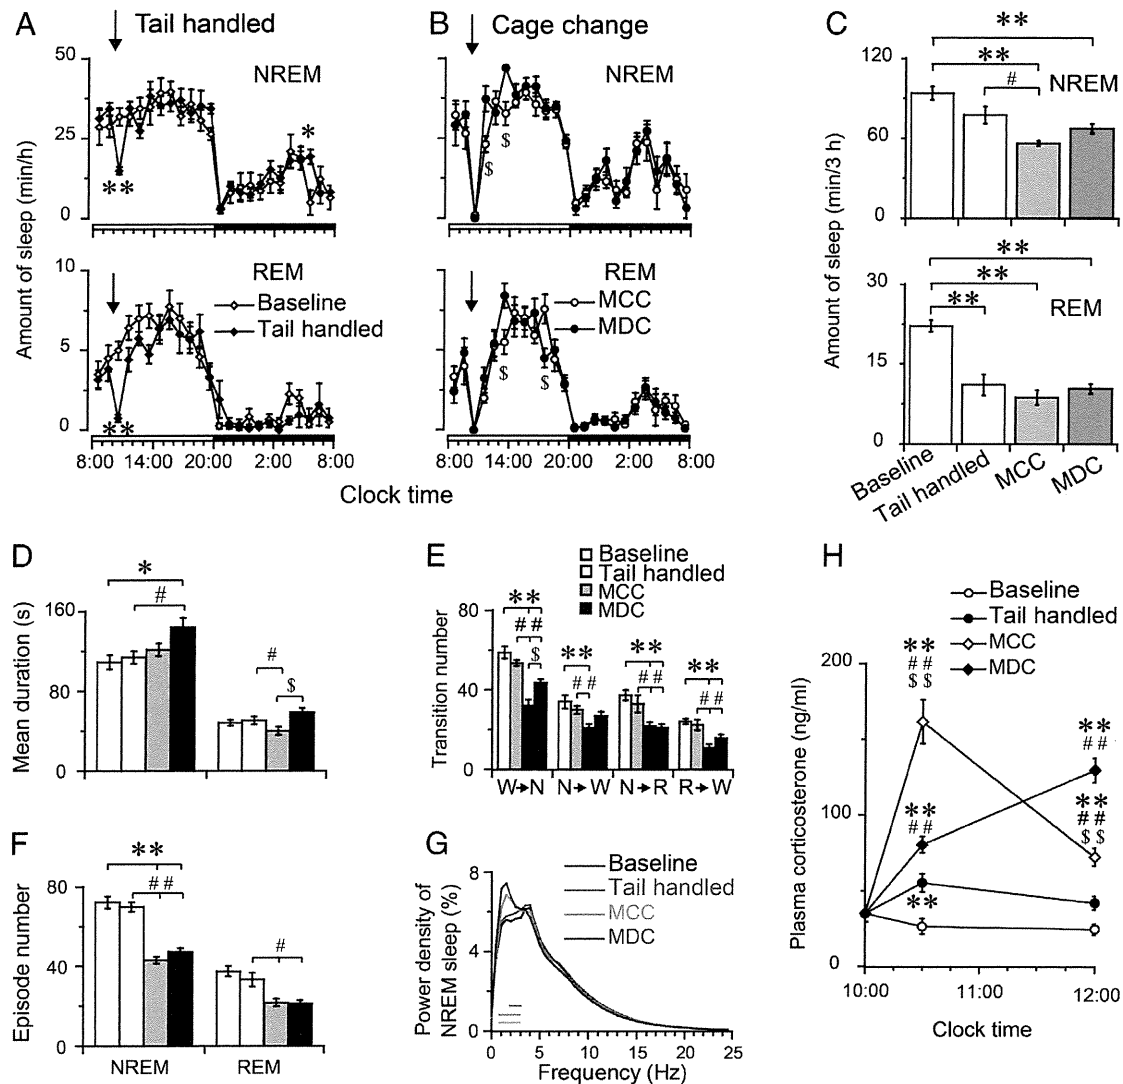 A
Tail handled
B
Cage change
C
Amount of sleep (min/h)
50
25
0
NREM
**
*
NREM
$
$
10
5
0
REM
Baseline
Tail handled
**
REM
MCC
MDC
$
$
8:00 14:00 20:00 2:00 8:00
8:00 14:00 20:00 2:00 8:00
Clock time
Amount of sleep (min/3 h)
120
60
0
**
**
#
NREM
30
15
0
**
**
**
REM
Baseline
Tail handled
MCC
MDC
D
Mean duration (s)
160
80
0
*
#
#
$
E
Baseline
Tail handled
MCC
MDC
Transition number
80
40
0
**
##
$
**
##
**
##
**
##
W→N N→W N→R R→W
F
Episode number
80
40
0
**
##
#
NREM REM
G
Baseline
Tail handled
MCC
MDC
Power density of
NREM sleep (%)
8
4
0
0 5 10 15 20 25
Frequency (Hz)
H
Baseline
Tail handled
MCC
MDC
Plasma corticosterone (ng/ml)
200
100
0
**
##
$$
**
##
**
**
##
**
##
$$
10:00 11:00 12:00
Clock time